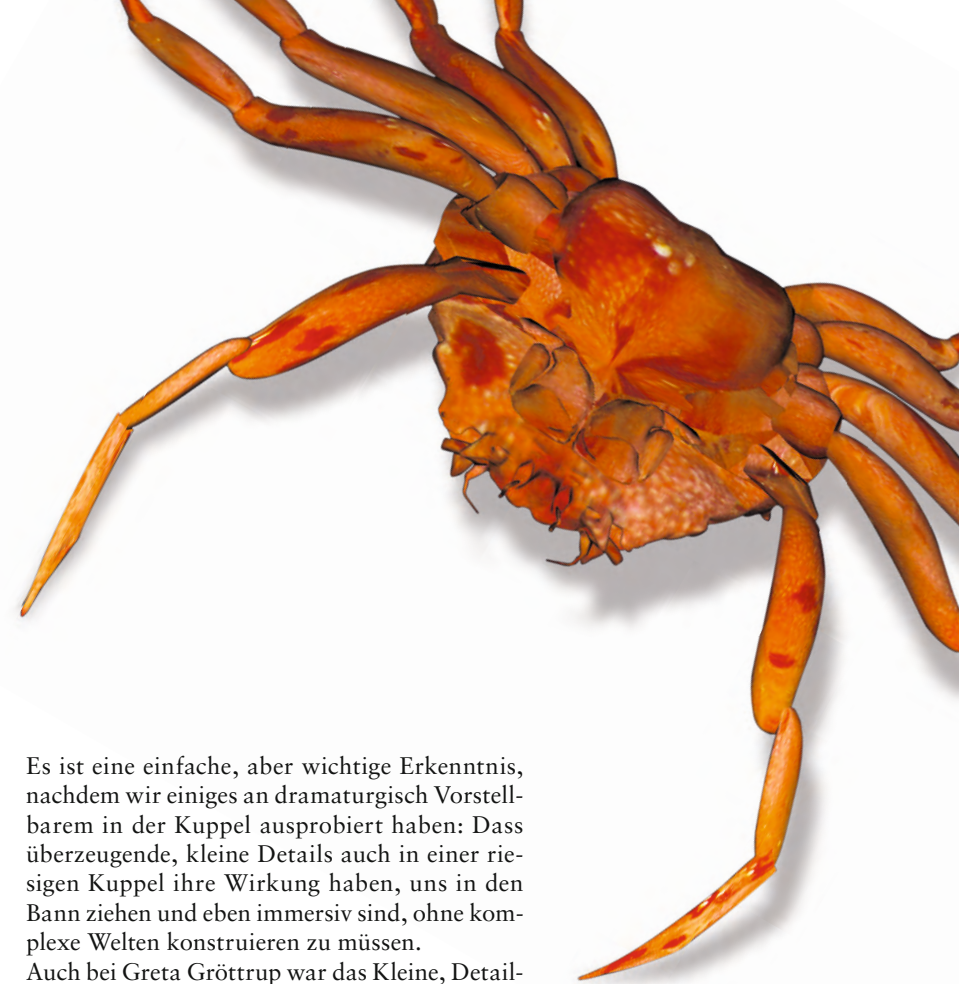 Es ist eine einfache, aber wichtige Erkenntnis,
nachdem wir einiges an dramaturgisch Vorstell-
barem in der Kuppel ausprobiert haben: Dass
überzeugende, kleine Details auch in einer rie-
sigen Kuppel ihre Wirkung haben, uns in den
Bann ziehen und eben immersiv sind, ohne kom-
plexe Welten konstruieren zu müssen.
Auch bei Greta Gröttrup war das Kleine, Detail-